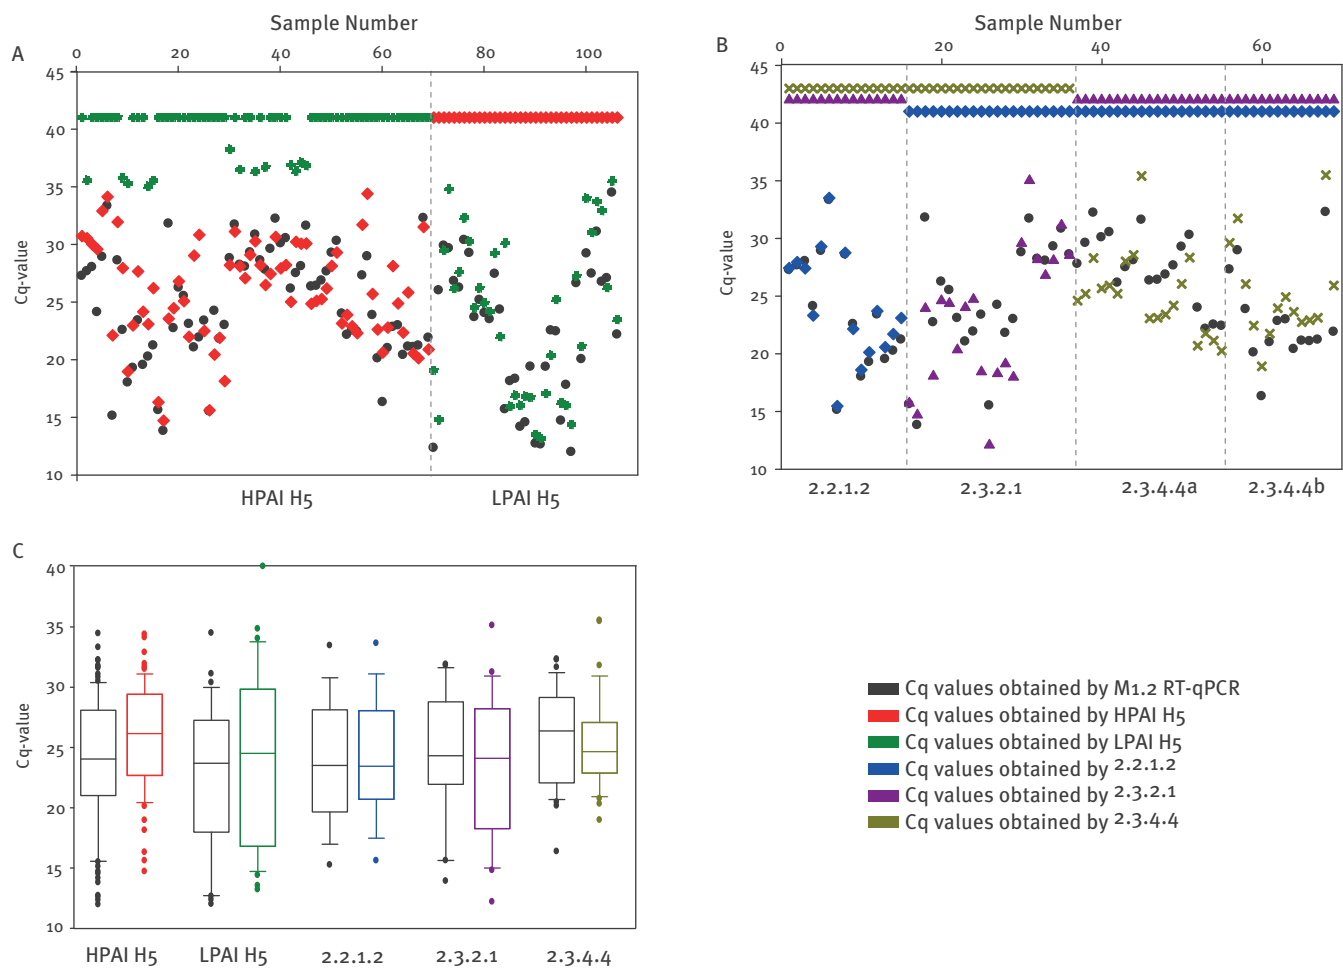 A
Sample Number
0 20 40 60 80 100
45
40
35
30
25
20
15
10
Cq-value
HPAI H5 LPAI H5
B
Sample Number
0 20 40 60
45
40
35
30
25
20
15
10
Cq-value
2.2.1.2 2.3.2.1 2.3.4.4a 2.3.4.4b
C
40
35
30
25
20
15
10
Cq-value
HPAI H5 LPAI H5 2.2.1.2 2.3.2.1 2.3.4.4
Cq values obtained by M1.2 RT-qPCR
Cq values obtained by HPAI H5
Cq values obtained by LPAI H5
Cq values obtained by 2.2.1.2
Cq values obtained by 2.3.2.1
Cq values obtained by 2.3.4.4